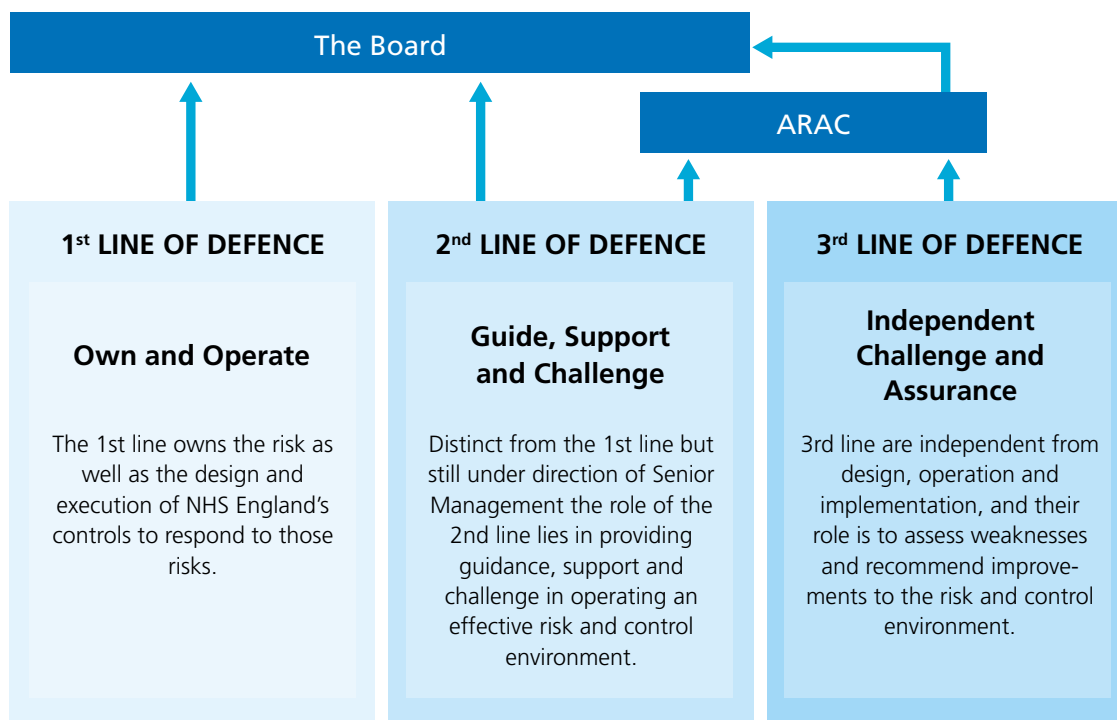 The Board
ARAC
1st LINE OF DEFENCE
Own and Operate
The 1st line owns the risk as
well as the design and
execution of NHS England’s
controls to respond to those
risks.
2nd LINE OF DEFENCE
Guide, Support
and Challenge
Distinct from the 1st line but
still under direction of Senior
Management the role of the
2nd line lies in providing
guidance, support and
challenge in operating an
effective risk and control
environment.
3rd LINE OF DEFENCE
Independent
Challenge and
Assurance
3rd line are independent from
design, operation and
implementation, and their
role is to assess weaknesses
and recommend improve-
ments to the risk and control
environment.